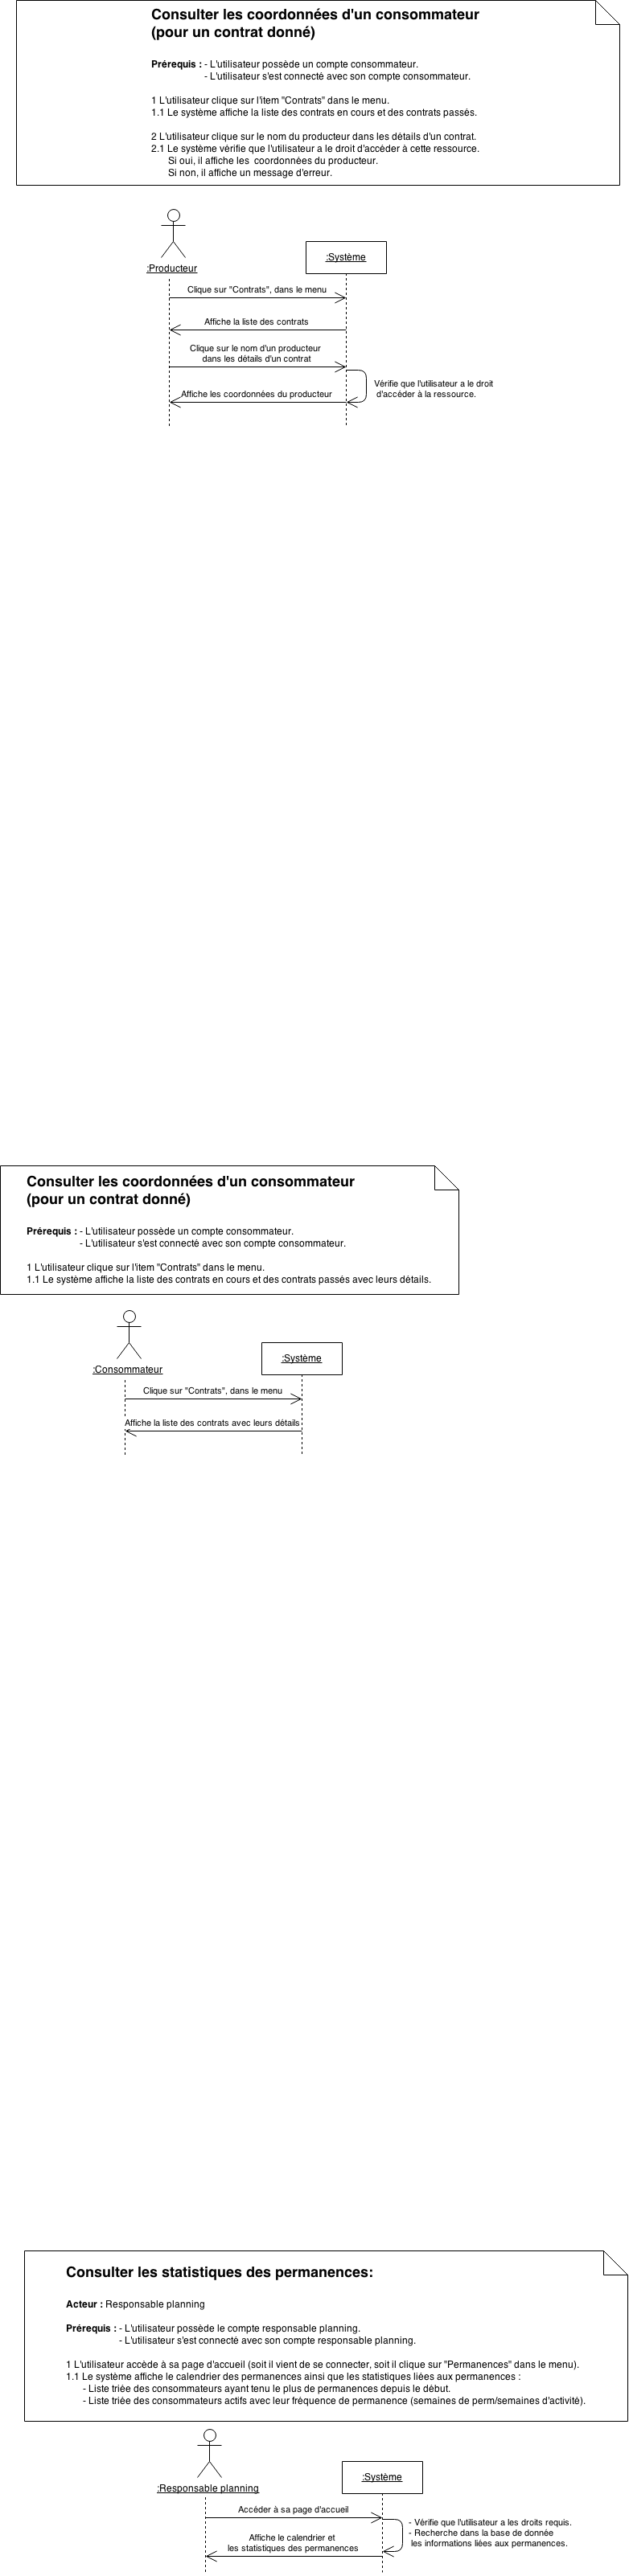 Consulter les coordonnées d'un consommateur
(pour un contrat donné)
Prérequis : - L'utilisateur possède un compte consommateur.
- L'utilisateur s'est connecté avec son compte consommateur.
1 L'utilisateur clique sur l'item "Contrats" dans le menu.
1.1 Le système affiche la liste des contrats en cours et des contrats passés.
2 L'utilisateur clique sur le nom du producteur dans les détails d'un contrat.
2.1 Le système vérifie que l'utilisateur a le droit d'accéder à cette ressource.
Si oui, il affiche les  coordonnées du producteur.
Si non, il affiche un message d'erreur.
:Producteur
:Système
Clique sur "Contrats", dans le menu
Affiche la liste des contrats
Clique sur le nom d'un producteur
dans les détails d'un contrat
Vérifie que l'utilisateur a le droit
d'accéder à la ressource.
Affiche les coordonnées du producteur
Consulter les coordonnées d'un consommateur
(pour un contrat donné)
Prérequis : - L'utilisateur possède un compte consommateur.
- L'utilisateur s'est connecté avec son compte consommateur.
1 L'utilisateur clique sur l'item "Contrats" dans le menu.
1.1 Le système affiche la liste des contrats en cours et des contrats passés avec leurs détails.
:Consommateur
:Système
Clique sur "Contrats", dans le menu
Affiche la liste des contrats avec leurs détails
Consulter les statistiques des permanences:
Acteur : Responsable planning
Prérequis : - L'utilisateur possède le compte responsable planning.
- L'utilisateur s'est connecté avec son compte responsable planning.
1 L'utilisateur accède à sa page d'accueil (soit il vient de se connecter, soit il clique sur "Permanences" dans le menu).
1.1 Le système affiche le calendrier des permanences ainsi que les statistiques liées aux permanences :
- Liste triée des consommateurs ayant tenu le plus de permanences depuis le début.
- Liste triée des consommateurs actifs avec leur fréquence de permanence (semaines de perm/semaines d'activité).
:Responsable planning
:Système
Accéder à sa page d'accueil
- Vérifie que l'utilisateur a les droits requis.
- Recherche dans la base de donnée
les informations liées aux permanences.
Affiche le calendrier et
les statistiques des permanences